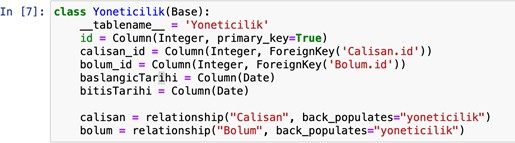 In [7]: class Yoneticilik(Base):
    __tablename__ = 'Yoneticilik'
    id = Column(Integer, primary_key=True)
    calisan_id = Column(Integer, ForeignKey('Calisan.id'))
    bolum_id = Column(Integer, ForeignKey('Bolum.id'))
    baslangicTarihi = Column(Date)
    bitisTarihi = Column(Date)

    calisan = relationship("Calisan", back_populates="yoneticilik")
    bolum = relationship("Bolum", back_populates="yoneticilik")